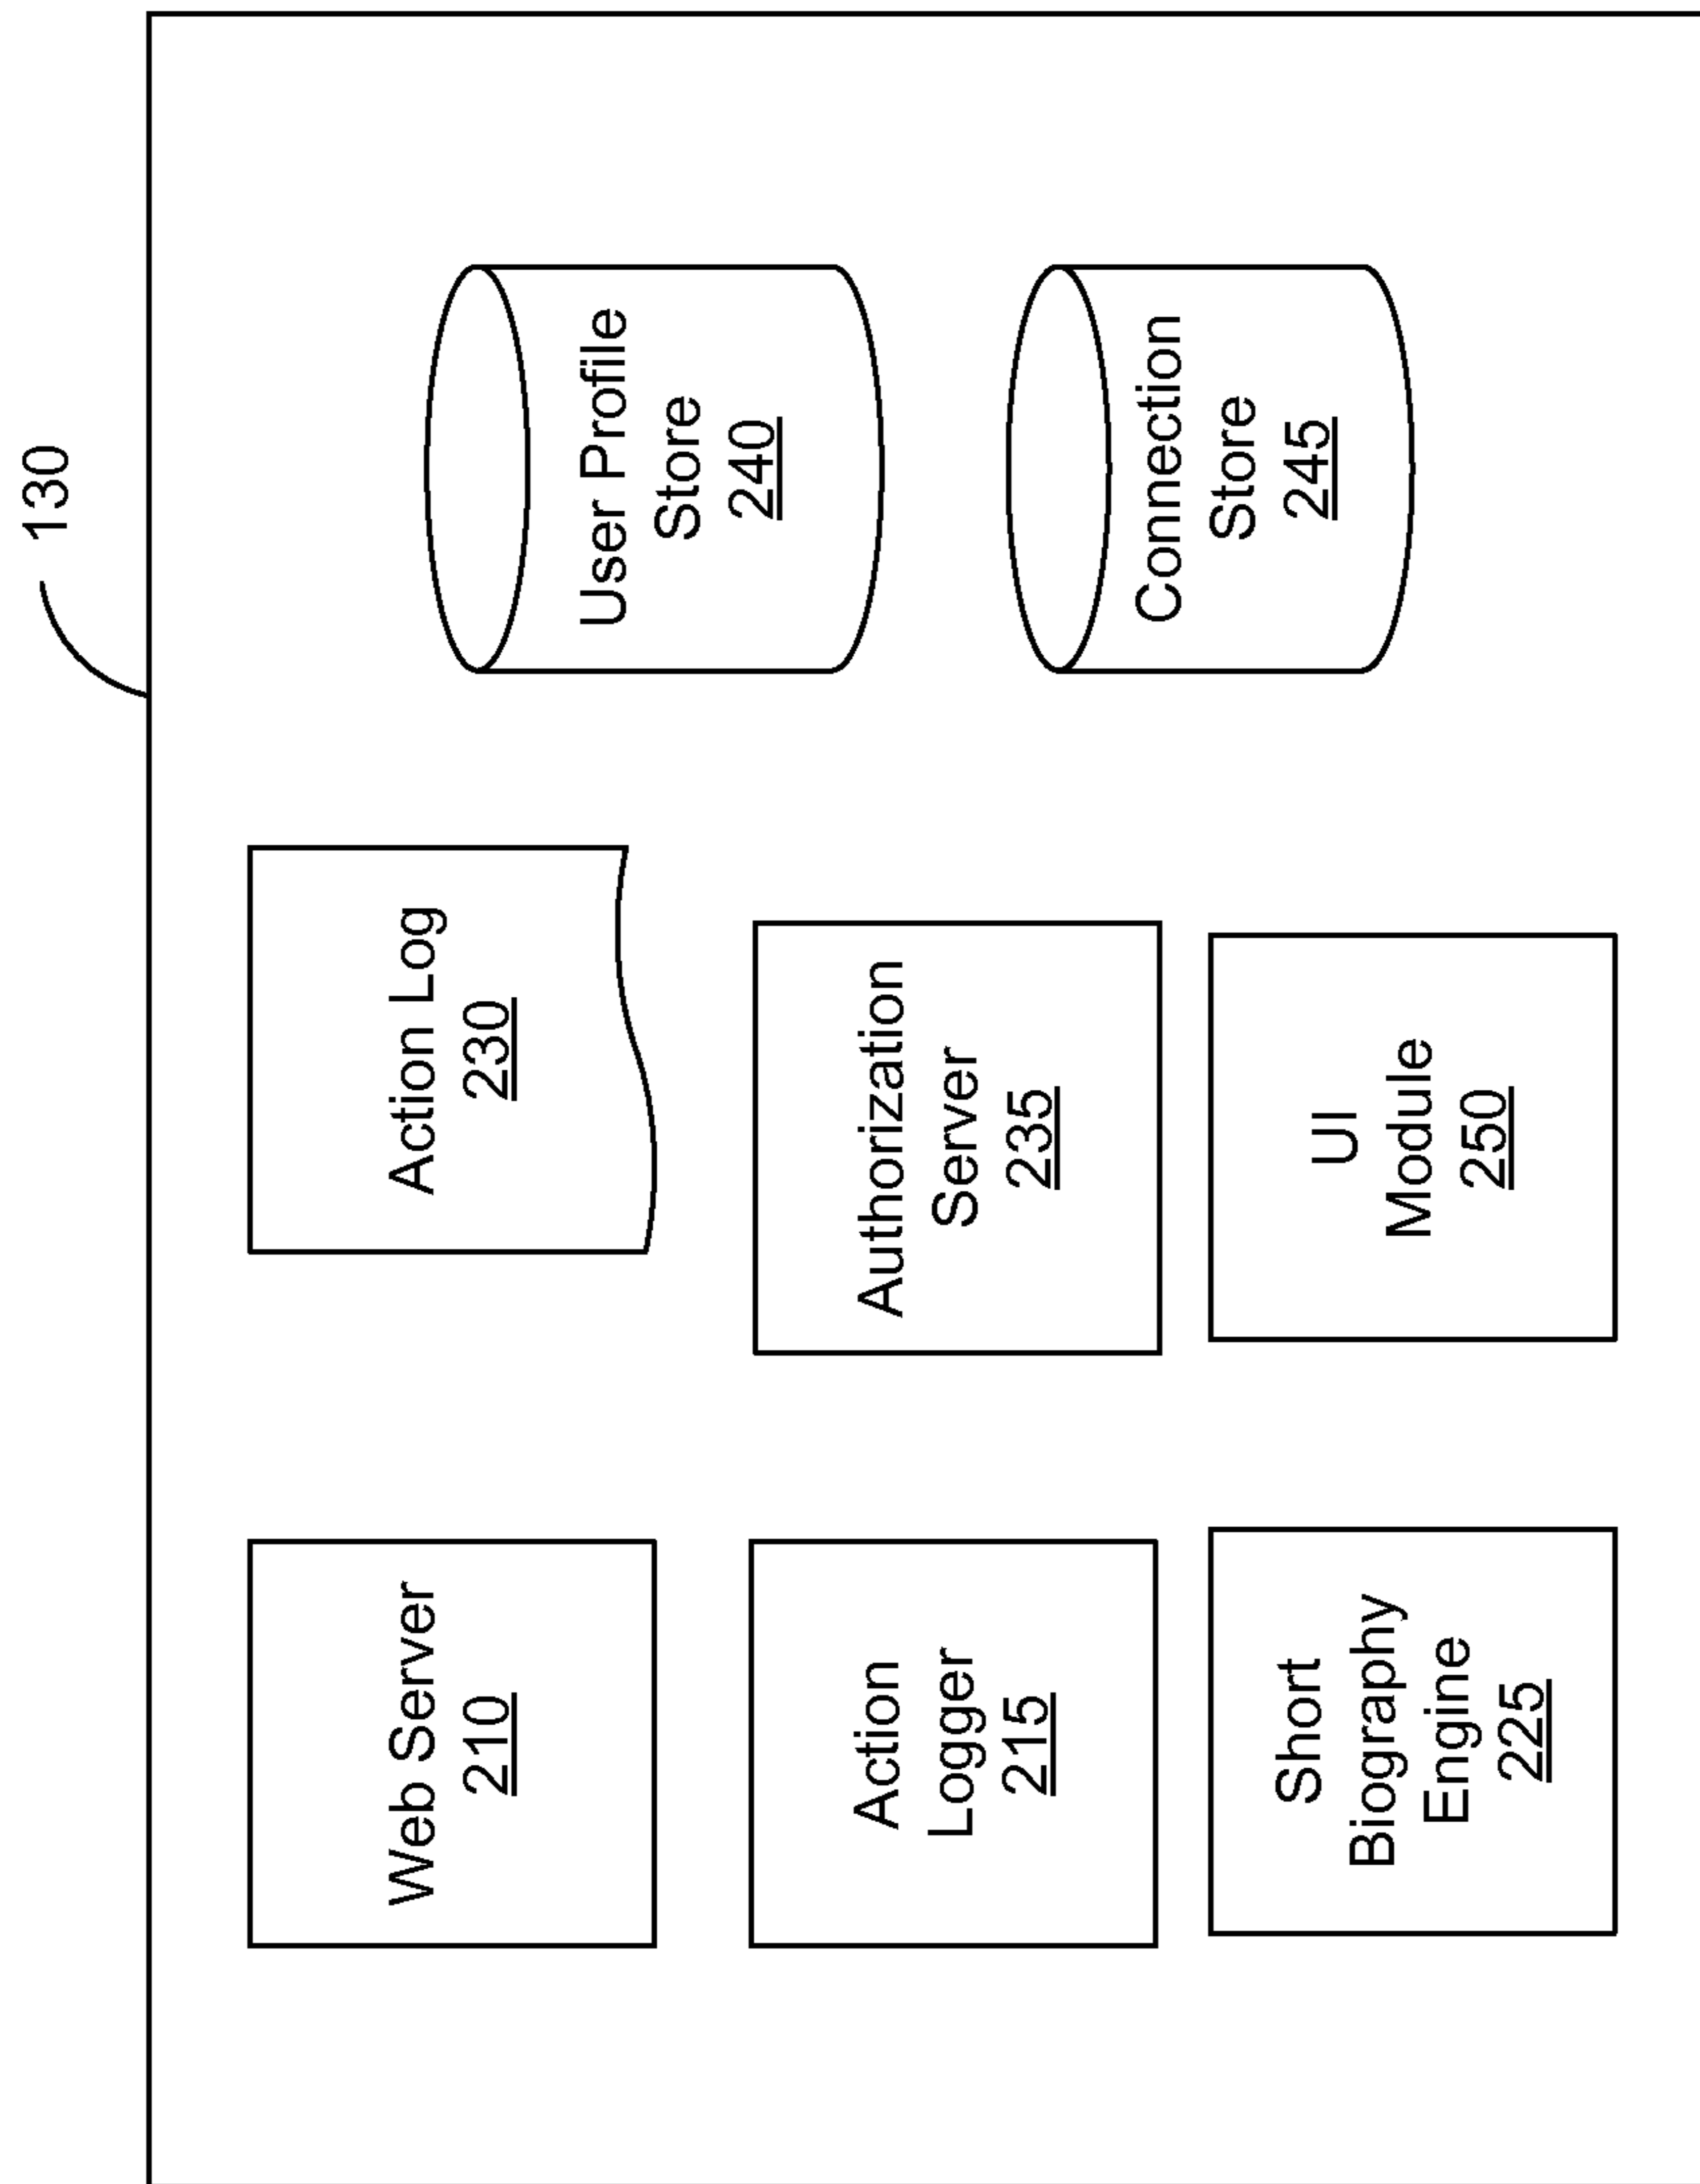 130
Web Server
210
Action Log
230
User Profile
Store
240
Action
Logger
215
Authorization
Server
235
Connection
Store
245
Short
Biography
Engine
225
UI
Module
250